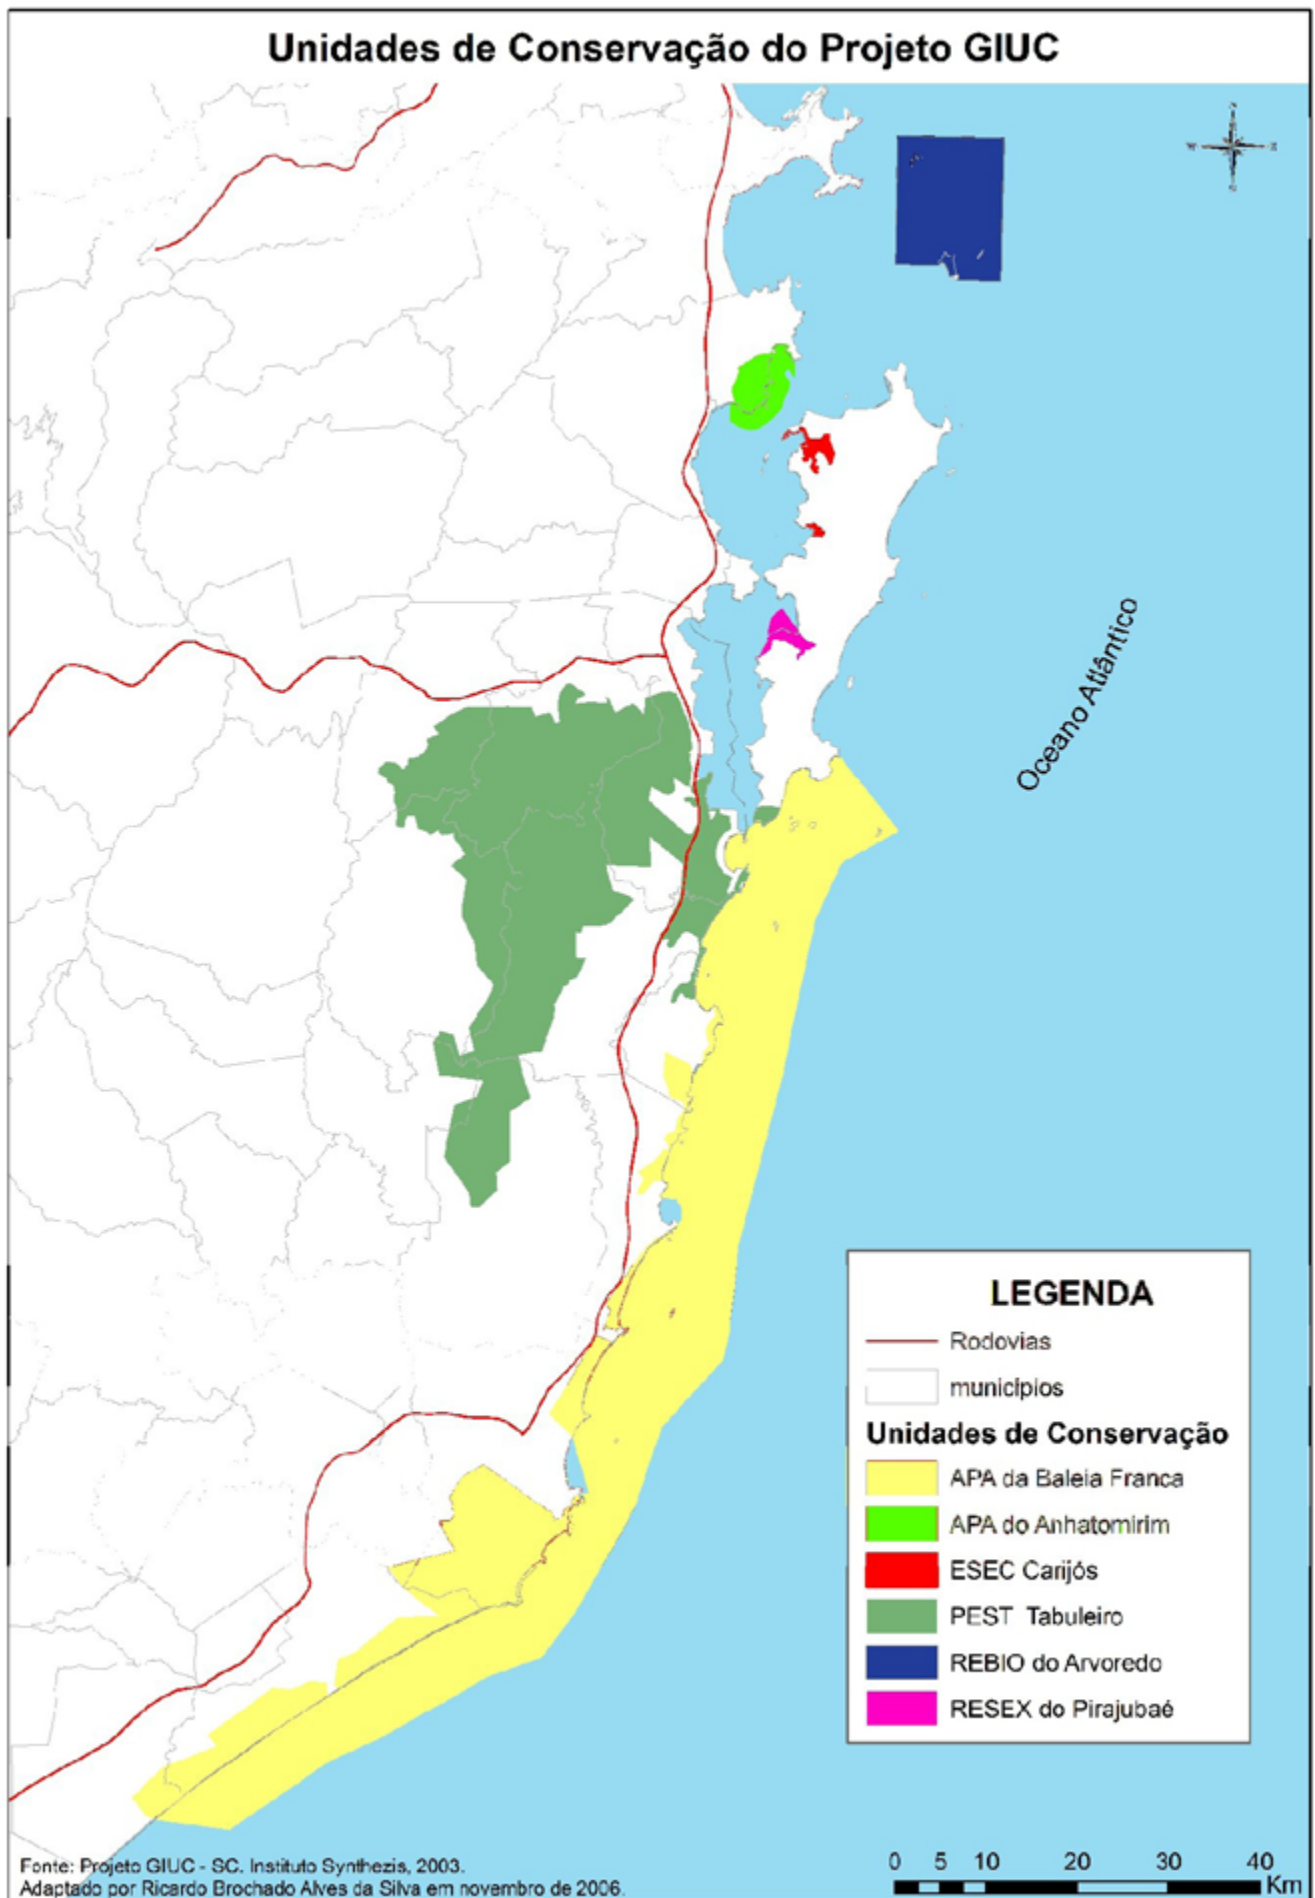 Unidades de Conservação do Projeto GIUC
N
W
E
S
Oceano Atlântico
LEGENDA
Rodovias
municípios
Unidades de Conservação
APA da Baleia Franca
APA do Anhatomirim
ESEC Carijós
PEST Tabuleiro
REBIO do Arvoredo
RESEX do Pirajubaé
Fonte: Projeto GIUC - SC. Instituto Synthezis, 2003.
Adaptado por Ricardo Brochado Alves da Silva em novembro de 2006.
0 5 10 20 30 40
Km